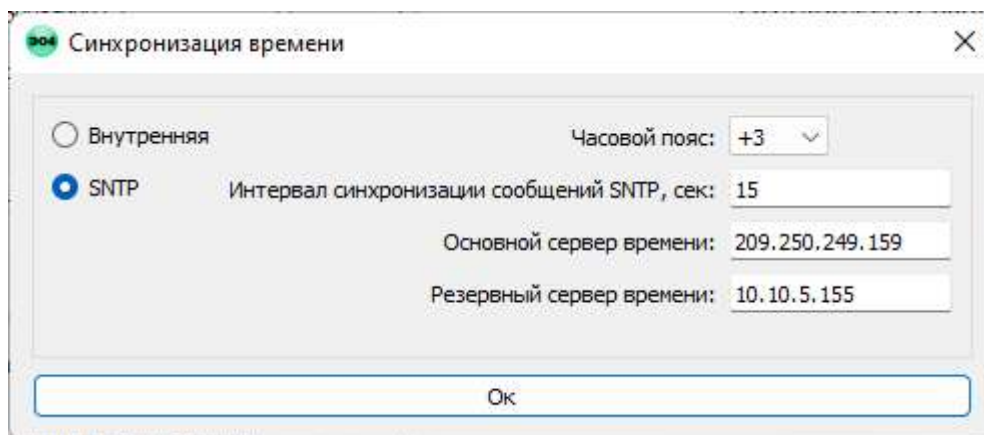 ЭО4 Синхронизация времени
Внутренняя Часовой пояс: +3
SNTP Интервал синхронизации сообщений SNTP, сек: 15
Основной сервер времени: 209.250.249.159
Резервный сервер времени: 10.10.5.155
Ок